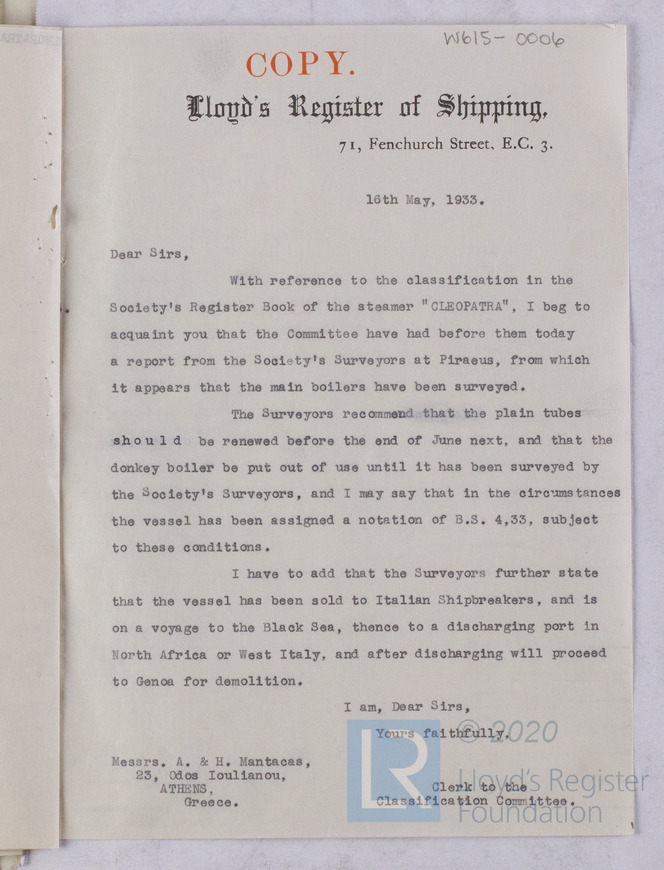 W615-0006
COPY.
Lloyd's Register of Shipping,
71, Fenchurch Street, E.C. 3.
16th May, 1933.
Dear Sirs,
With reference to the classification in the
Society's Register Book of the steamer "CLEOPATRA", I beg to
acquaint you that the Committee have had before them today
a report from the Society's Surveyors at Piraeus, from which
it appears that the main boilers have been surveyed.
The Surveyors recommend that the plain tubes
should be renewed before the end of June next, and that the
donkey boiler be put out of use until it has been surveyed by
the Society's Surveyors, and I may say that in the circumstances
the vessel has been assigned a notation of B.S. 4,33, subject
to these conditions.
I have to add that the Surveyors further state
that the vessel has been sold to Italian Shipbreakers, and is
on a voyage to the Black Sea, thence to a discharging port in
North Africa or West Italy, and after discharging will proceed
to Genoa for demolition.
I am, Dear Sirs,
Yours faithfully,
Messrs. A. & H. Mantacas,
23, Odos Ioulianou,
ATHENS,
Greece.
Clerk to the
Classification Committee.
LR
© 2020
Lloyd's Register
Foundation